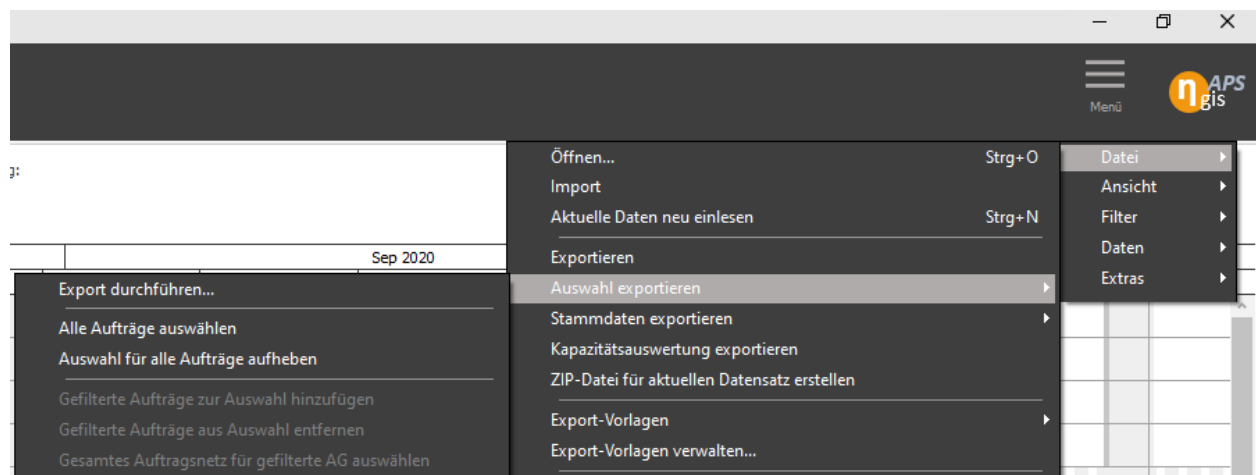 Menü
η gis APS
g:
Sep 2020
Datei
Ansicht
Filter
Daten
Extras
Öffnen... Strg+O
Import
Aktuelle Daten neu einlesen Strg+N
Exportieren
Auswahl exportieren
Stammdaten exportieren
Kapazitätsauswertung exportieren
ZIP-Datei für aktuellen Datensatz erstellen
Export-Vorlagen
Export-Vorlagen verwalten...
Export durchführen...
Alle Aufträge auswählen
Auswahl für alle Aufträge aufheben
Gefilterte Aufträge zur Auswahl hinzufügen
Gefilterte Aufträge aus Auswahl entfernen
Gesamtes Auftragsnetz für gefilterte AG auswählen